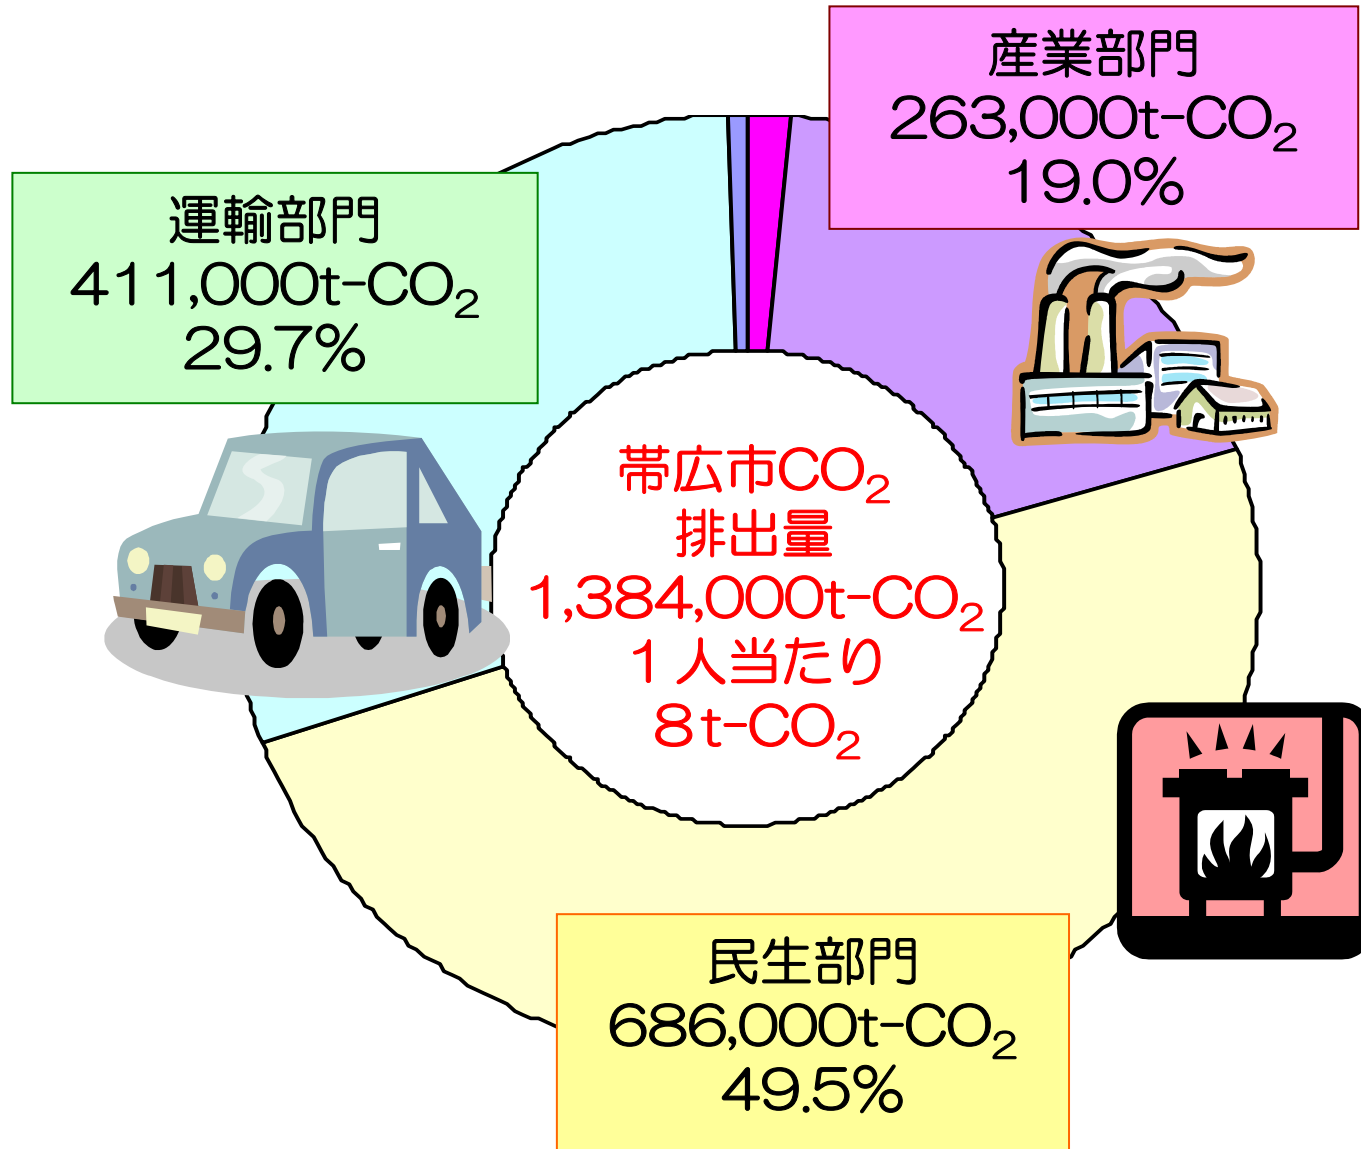 産業部門
263,000t-CO₂
19.0%
運輸部門
411,000t-CO₂
29.7%
帯広市CO₂
排出量
1,384,000t-CO₂
1人当たり
8t-CO₂
民生部門
686,000t-CO₂
49.5%